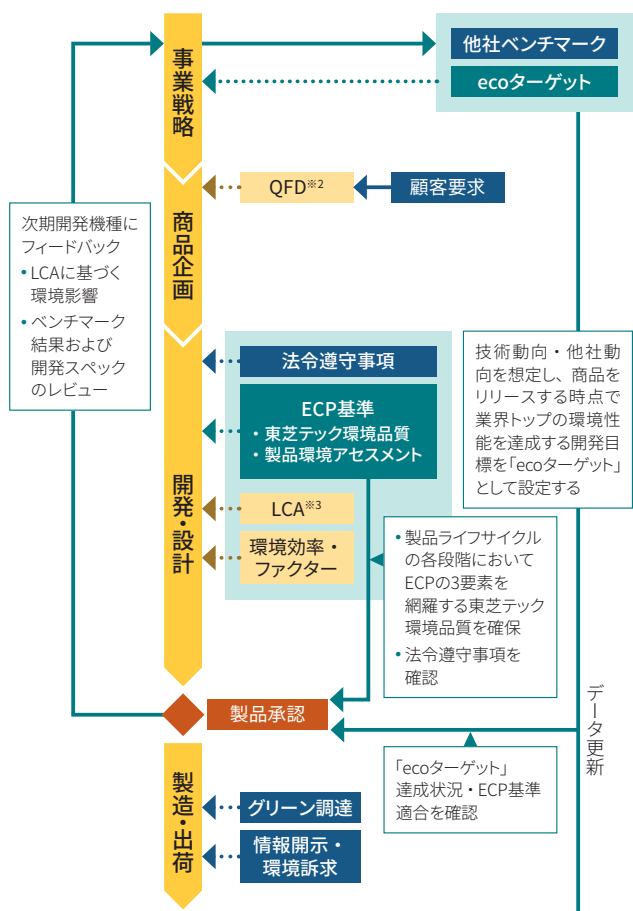 事業戦略
他社ベンチマーク
ecoターゲット
商品企画
QFD※2
顧客要求
次期開発機種に
フィードバック
• LCAに基づく
環境影響
• ベンチマーク
結果および
開発スペック
のレビュー
開発・設計
法令遵守事項
ECP基準
・東芝テック環境品質
・製品環境アセスメント
LCA※3
環境効率・
ファクター
技術動向・他社動
向を想定し、商品を
リリースする時点で
業界トップの環境性
能を達成する開発目
標を「ecoターゲット」
として設定する
• 製品ライフサイクル
の各段階において
ECPの3要素を
網羅する東芝テック
環境品質を確保
• 法令遵守事項を
確認
製品承認
データ更新
「ecoターゲット」
達成状況・ECP基準
適合を確認
製造・出荷
グリーン調達
情報開示・
環境訴求